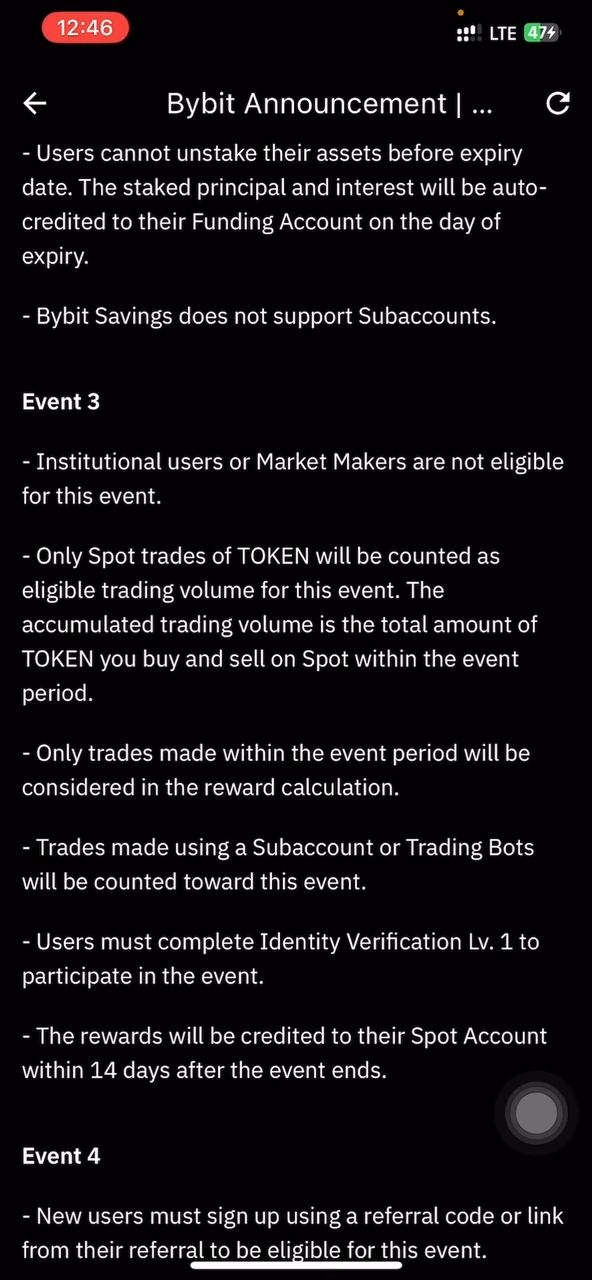 12:46
LTE 47
Bybit Announcement | ...
- Users cannot unstake their assets before expiry
date. The staked principal and interest will be auto-
credited to their Funding Account on the day of
expiry.
- Bybit Savings does not support Subaccounts.
Event 3
- Institutional users or Market Makers are not eligible
for this event.
- Only Spot trades of TOKEN will be counted as
eligible trading volume for this event. The
accumulated trading volume is the total amount of
TOKEN you buy and sell on Spot within the event
period.
- Only trades made within the event period will be
considered in the reward calculation.
- Trades made using a Subaccount or Trading Bots
will be counted toward this event.
- Users must complete Identity Verification Lv. 1 to
participate in the event.
- The rewards will be credited to their Spot Account
within 14 days after the event ends.
Event 4
- New users must sign up using a referral code or link
from their referral to be eligible for this event.